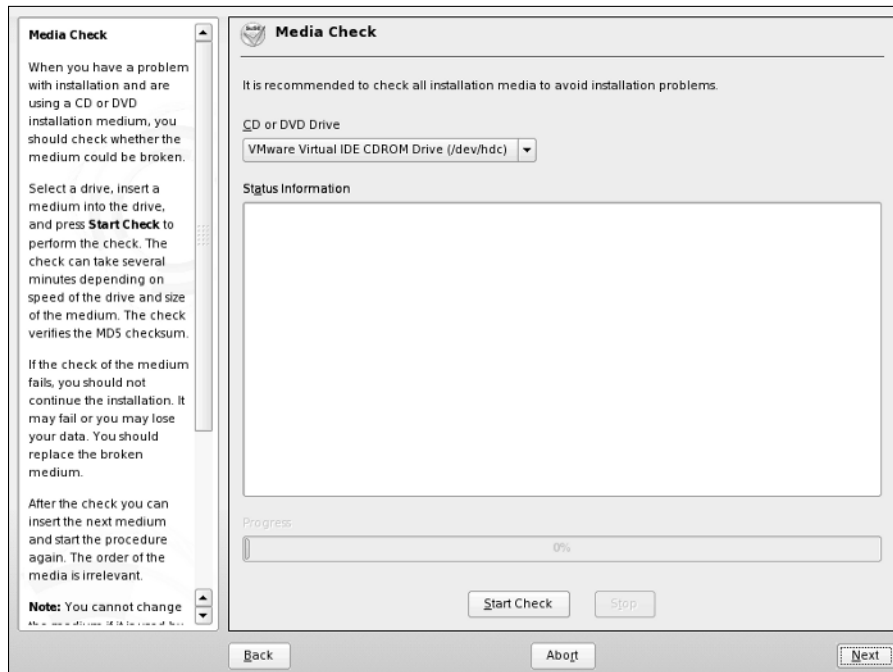 Media Check
When you have a problem
with installation and are
using a CD or DVD
installation medium, you
should check whether the
medium could be broken.
Select a drive, insert a
medium into the drive,
and press Start Check to
perform the check. The
check can take several
minutes depending on
speed of the drive and size
of the medium. The check
verifies the MD5 checksum.
If the check of the medium
fails, you should not
continue the installation. It
may fail or you may lose
your data. You should
replace the broken
medium.
After the check you can
insert the next medium
and start the procedure
again. The order of the
media is irrelevant.
Note: You cannot change
Media Check
It is recommended to check all installation media to avoid installation problems.
CD or DVD Drive
VMware Virtual IDE CDROM Drive (/dev/hdc)
Status Information
Progress
0%
Start Check
Stop
Back
Abort
Next